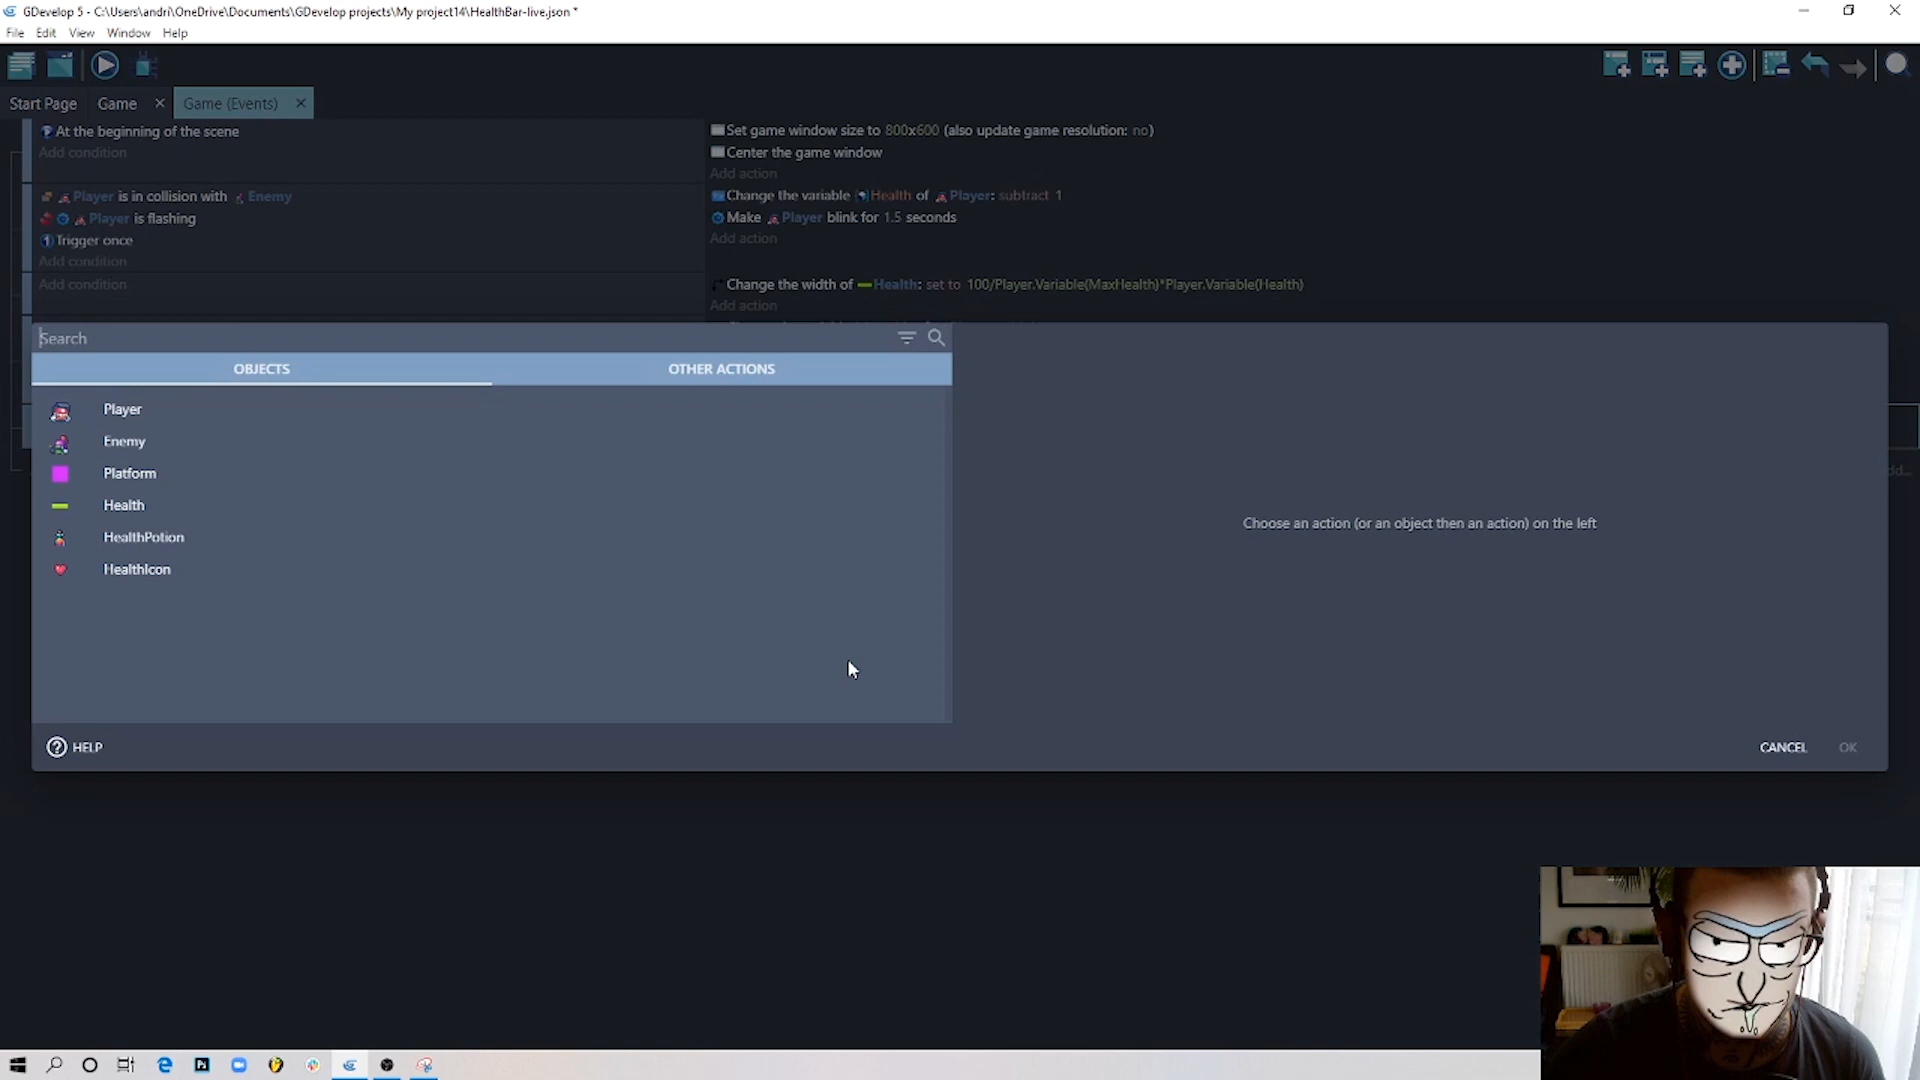 GDevelop 5 - C:\Users\andri\OneDrive\Documents\GDevelop projects\My project14\HealthBar-live.json *
File Edit View Window Help
Start Page Game × Game (Events) ×
At the beginning of the scene
Add condition
Set game window size to 800x600 (also update game resolution: no)
Center the game window
Add action
Player is in collision with Enemy
Player is flashing
Trigger once
Add condition
Change the variable Health of Player: subtract 1
Make Player blink for 1.5 seconds
Add action
Add condition
Change the width of Health: set to 100/Player.Variable(MaxHealth)*Player.Variable(Health)
Add action
Search
OBJECTS OTHER ACTIONS
Player
Enemy
Platform
Health
HealthPotion
HealthIcon
Choose an action (or an object then an action) on the left
HELP
CANCEL OK